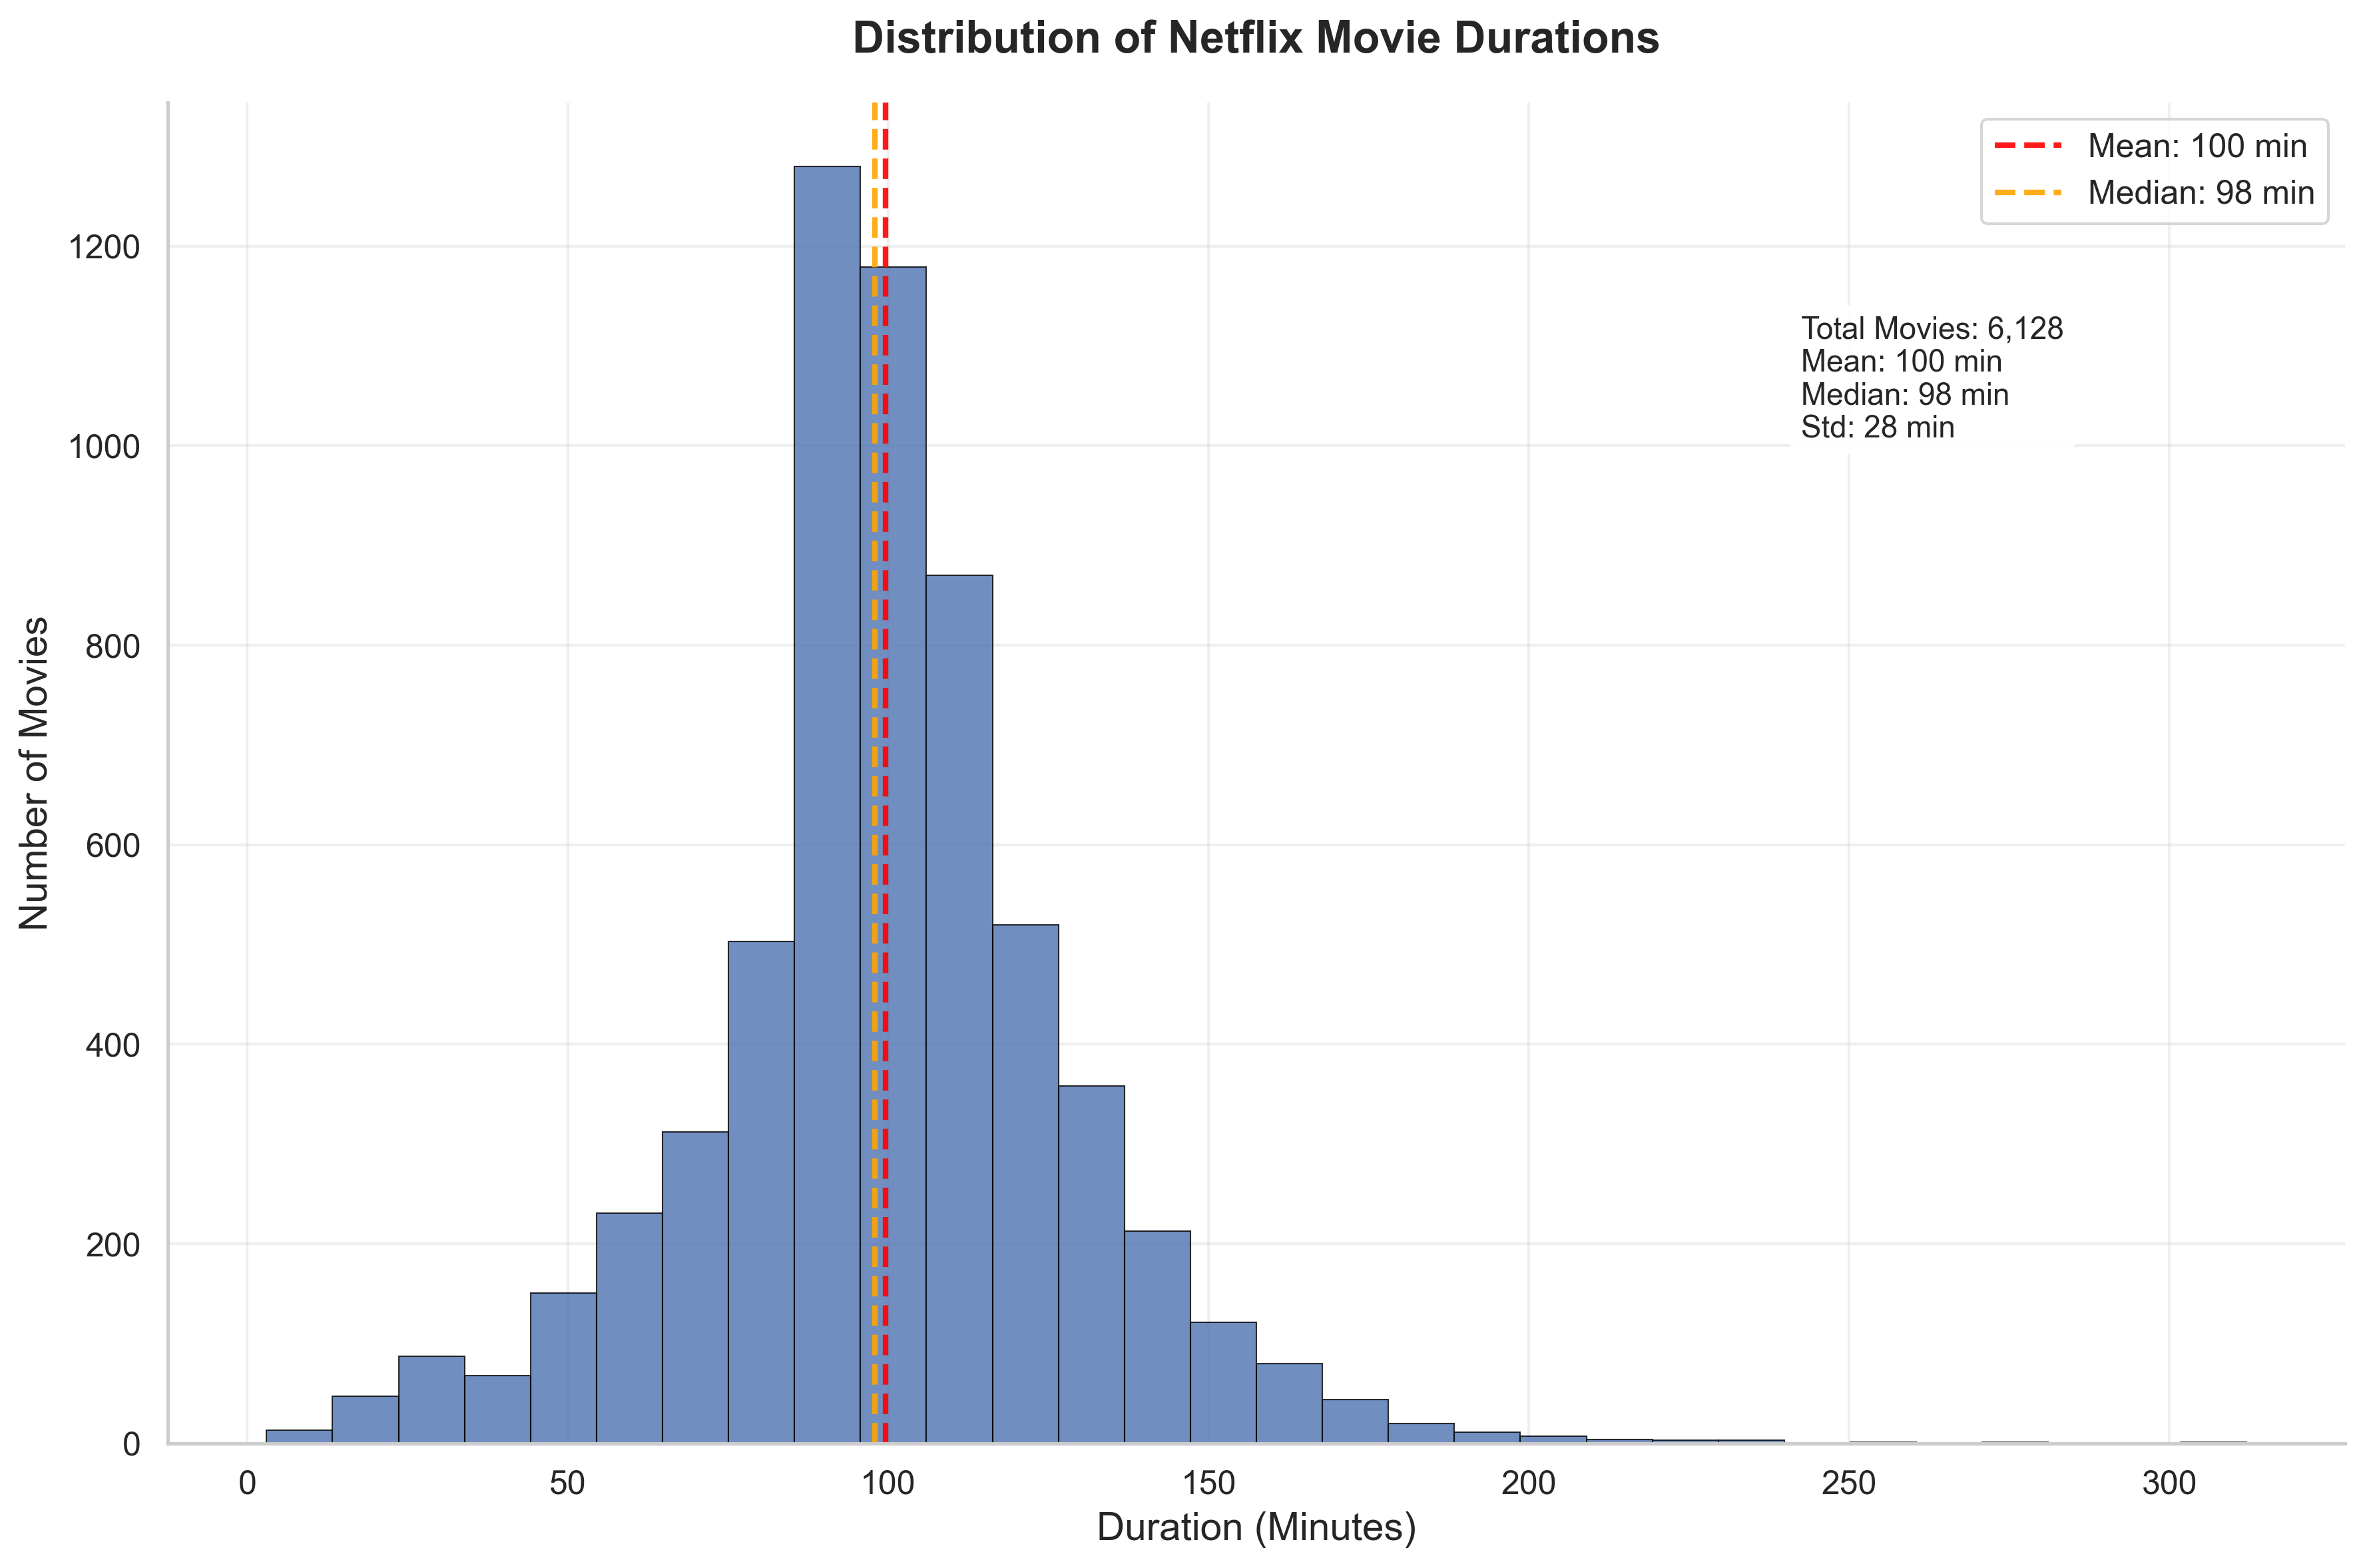 Distribution of Netflix Movie Durations
Mean: 100 min
Median: 98 min
Total Movies: 6,128
Mean: 100 min
Median: 98 min
Std: 28 min
Number of Movies
1200
1000
800
600
400
200
0
0 50 100 150 200 250 300
Duration (Minutes)